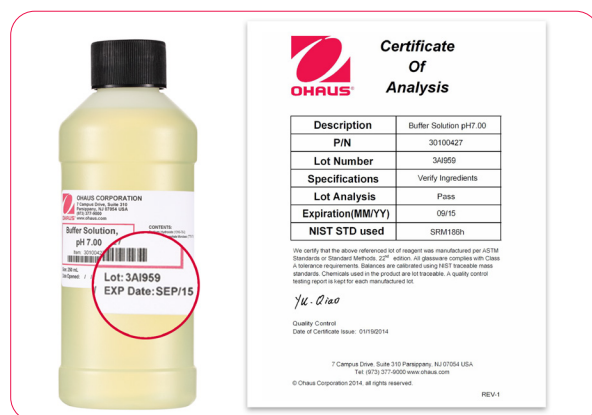 OHAUS CORPORATION
7 Campus Drive, Suite 310
Parsippany, NJ 07054 USA
(973) 377-9000
www.ohaus.com
Buffer Solution,
pH 7.00
CONTENTS:
Item 30100427
Lot: 3AI959
EXP Date: SEP/15
OHAUS
Certificate
Of
Analysis
Description Buffer Solution pH7.00
P/N 30100427
Lot Number 3AI959
Specifications Verify Ingredients
Lot Analysis Pass
Expiration(MM/YY) 09/15
NIST STD used SRM186h
We certify that the above referenced lot of reagent was manufactured per ASTM
Standards or Standard Methods, 22nd edition. All glassware complies with Class
A tolerance requirements. Balances are calibrated using NIST traceable mass
standards. Chemicals used in the product are lot traceable. A quality control
testing report is kept for each manufactured lot.
Yu. Qiao
Quality Control
Date of Certificate Issue: 01/19/2014
7 Campus Drive, Suite 310 Parsippany, NJ 07054 USA
Tel: (973) 377-9000 www.ohaus.com
© Ohaus Corporation 2014, all rights reserved.
REV-1